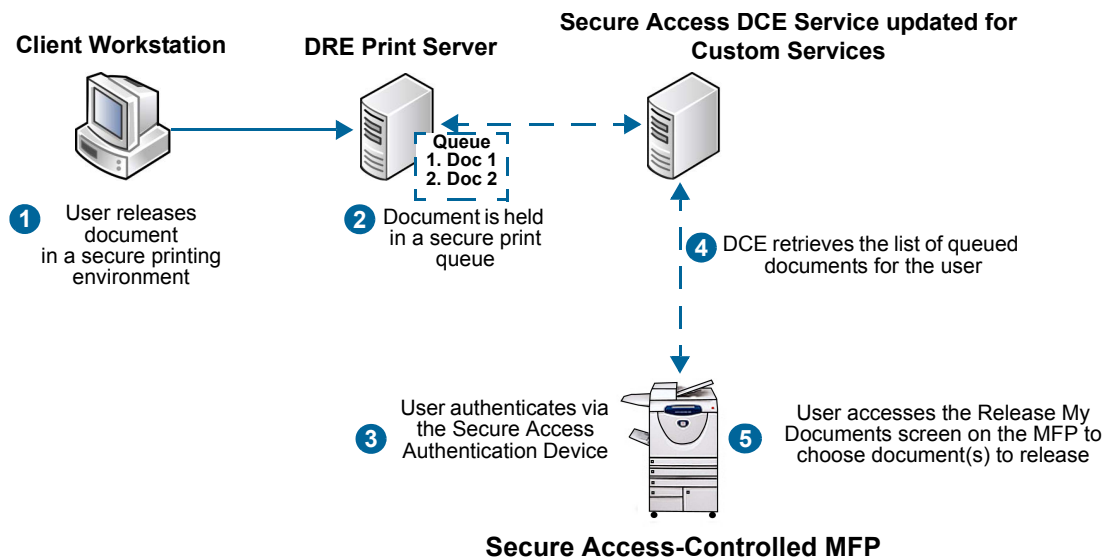 Client Workstation
DRE Print Server
Secure Access DCE Service updated for
Custom Services
Queue
1. Doc 1
2. Doc 2
1
User releases
document
in a secure printing
environment
2
Document is held
in a secure print
queue
4
DCE retrieves the list of queued
documents for the user
3
User authenticates via
the Secure Access
Authentication Device
5
User accesses the Release My
Documents screen on the MFP to
choose document(s) to release
Secure Access-Controlled MFP